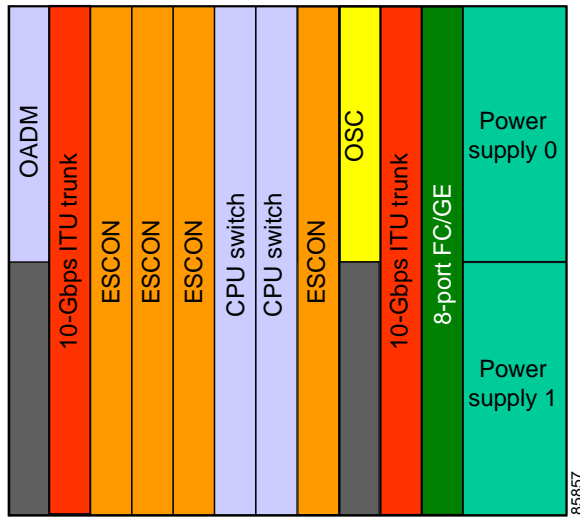 OADM
10-Gbps ITU trunk
ESCON
ESCON
ESCON
CPU switch
CPU switch
ESCON
OSC
10-Gbps ITU trunk
8-port FC/GE
Power
supply 0
Power
supply 1
85857